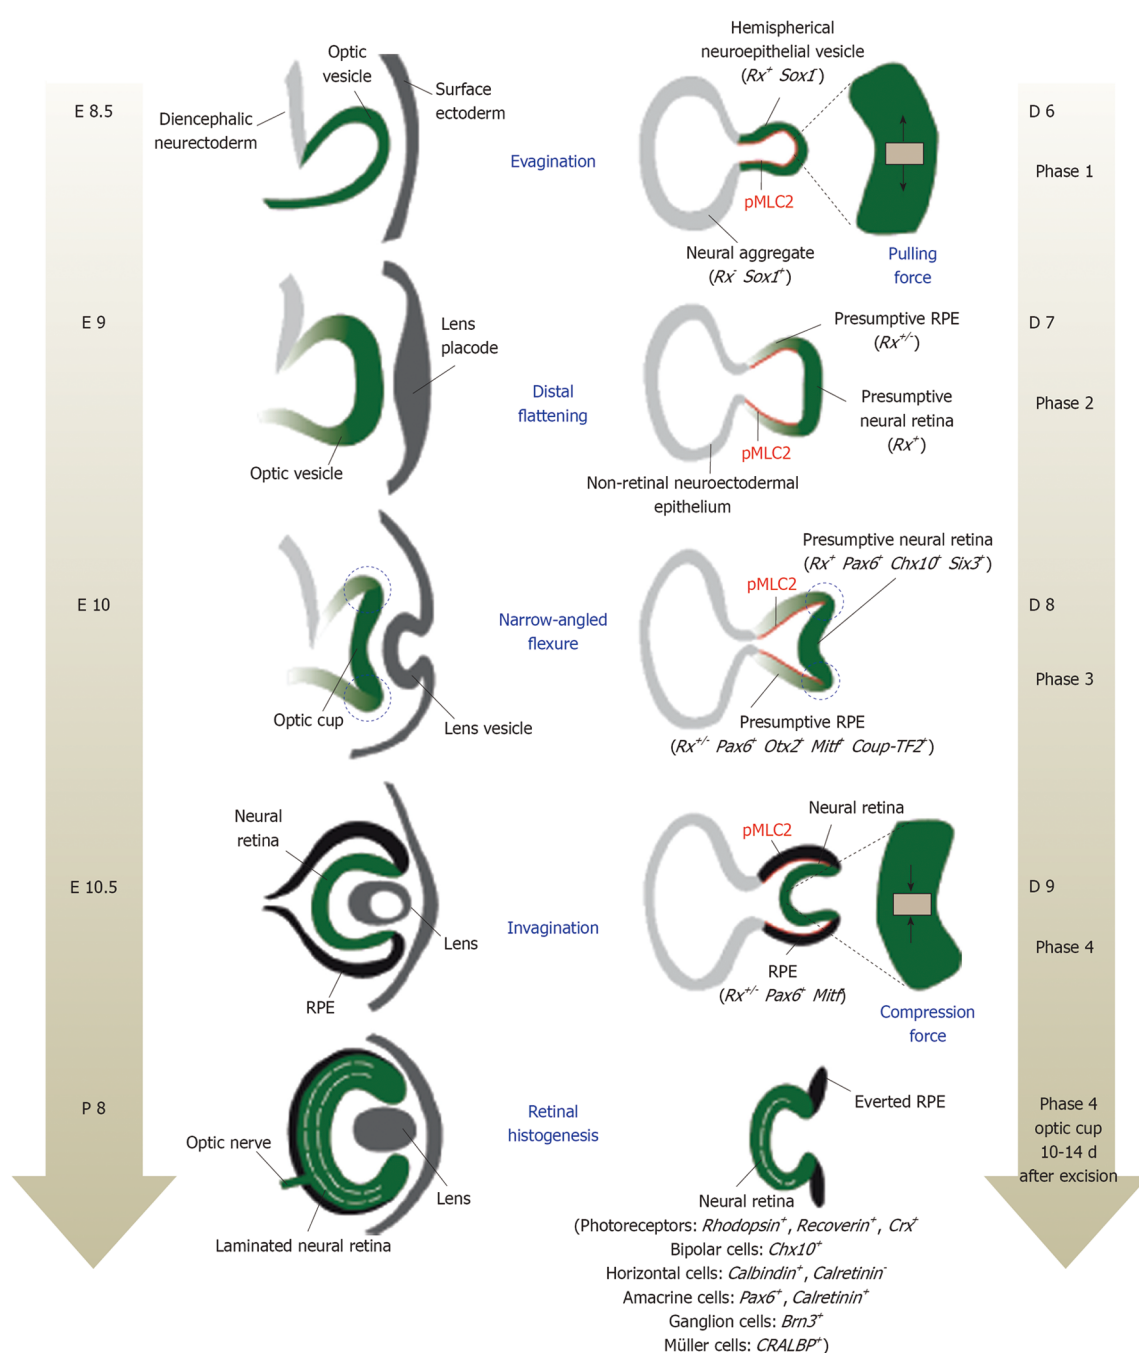 E 8.5
Diencephalic
neurectoderm
Optic
vesicle
Surface
ectoderm
Evagination
Hemispherical
neuroepithelial vesicle
(Rx+ Sox1-)
pMLC2
Neural aggregate
(Rx- Sox1+)
Pulling
force
D 6
Phase 1
E 9
Lens
placode
Optic vesicle
Distal
flattening
Presumptive RPE
(Rx+/-)
Presumptive
neural retina
(Rx+)
pMLC2
Non-retinal neuroectodermal
epithelium
D 7
Phase 2
E 10
Optic cup
Lens vesicle
Narrow-angled
flexure
Presumptive neural retina
(Rx+ Pax6+ Chx10+ Six3+)
pMLC2
Presumptive RPE
(Rx+/- Pax6+ Otx2+ Mitf+ Coup-TF2+)
D 8
Phase 3
E 10.5
Neural
retina
Lens
RPE
Invagination
Neural retina
pMLC2
RPE
(Rx+/- Pax6+ Mitf)
Compression
force
D 9
Phase 4
P 8
Optic nerve
Lens
Laminated neural retina
Retinal
histogenesis
Everted RPE
Neural retina
(Photoreceptors: Rhodopsin+, Recoverin+, Crx+
Bipolar cells: Chx10+
Horizontal cells: Calbindin+, Calretinin-
Amacrine cells: Pax6+, Calretinin+
Ganglion cells: Brn3+
Müller cells: CRALBP+)
Phase 4
optic cup
10-14 d
after excision